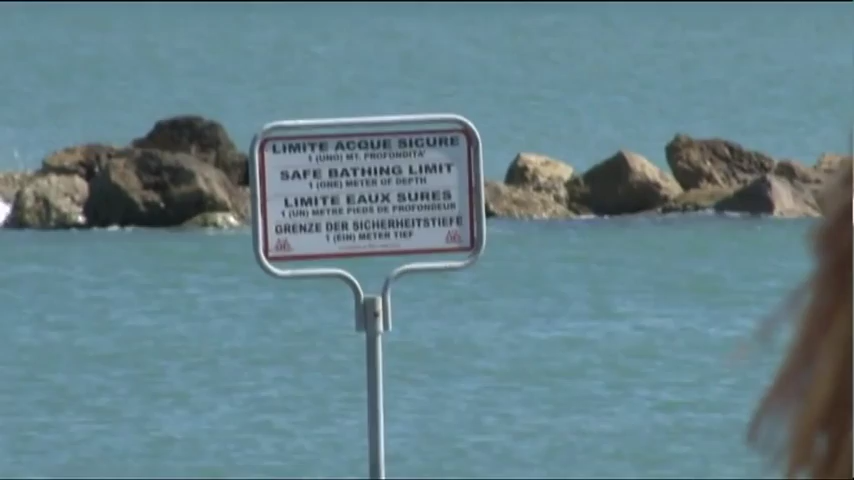 LIMITE ACQUE SICURE
1 (UNO) MT. PROFONDITA'
SAFE BATHING LIMIT
1 (ONE) METER OF DEPTH
LIMITE EAUX SURES
1 (UN) METRE PIEDS DE PROFONDEUR
GRENZE DER SICHERHEITSTIEFE
1 (EIN) METER TIEF